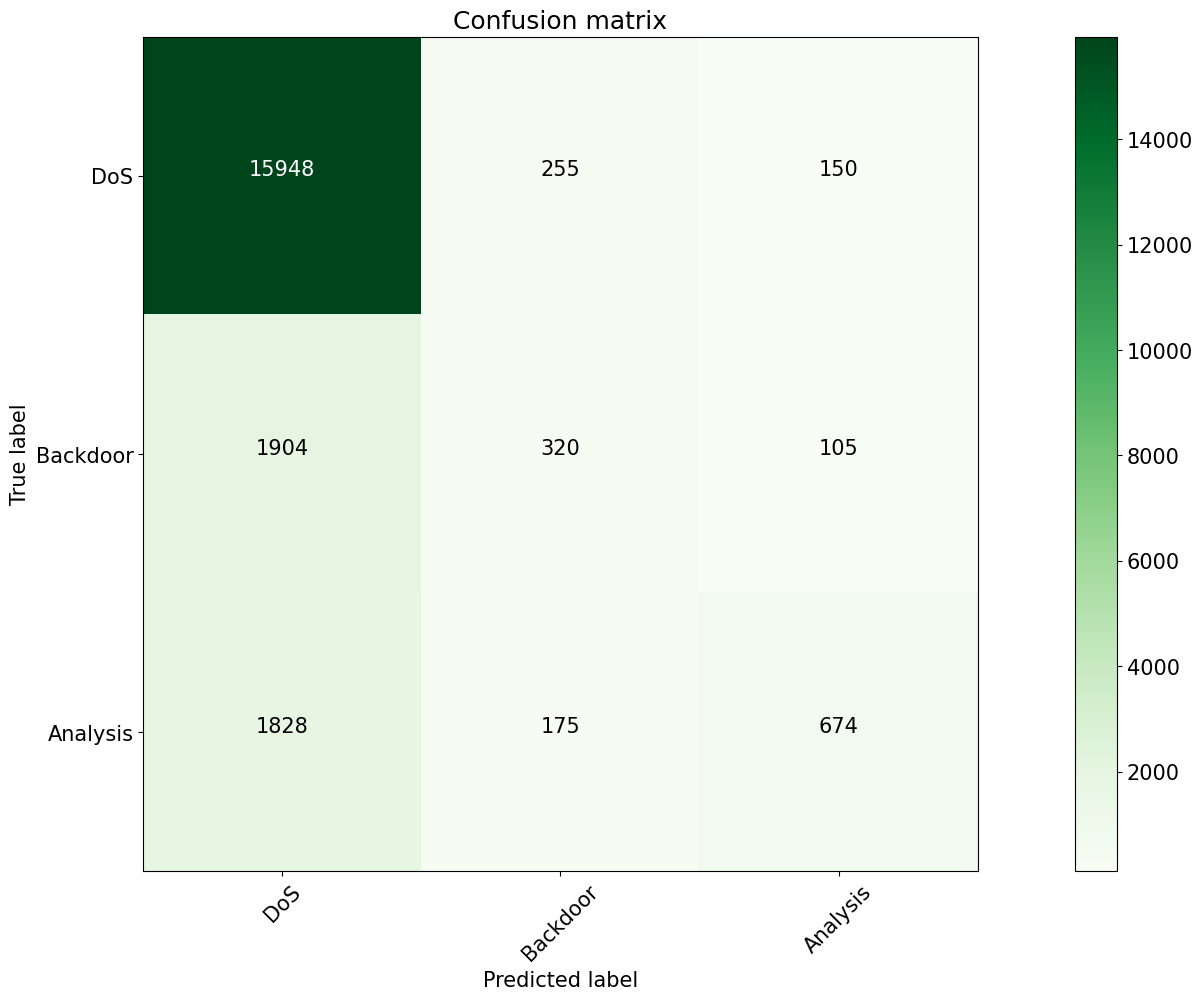 Confusion matrix
True label
DoS
15948 255 150
Backdoor
1904 320 105
Analysis
1828 175 674
DoS Backdoor Analysis
Predicted label
14000
12000
10000
8000
6000
4000
2000